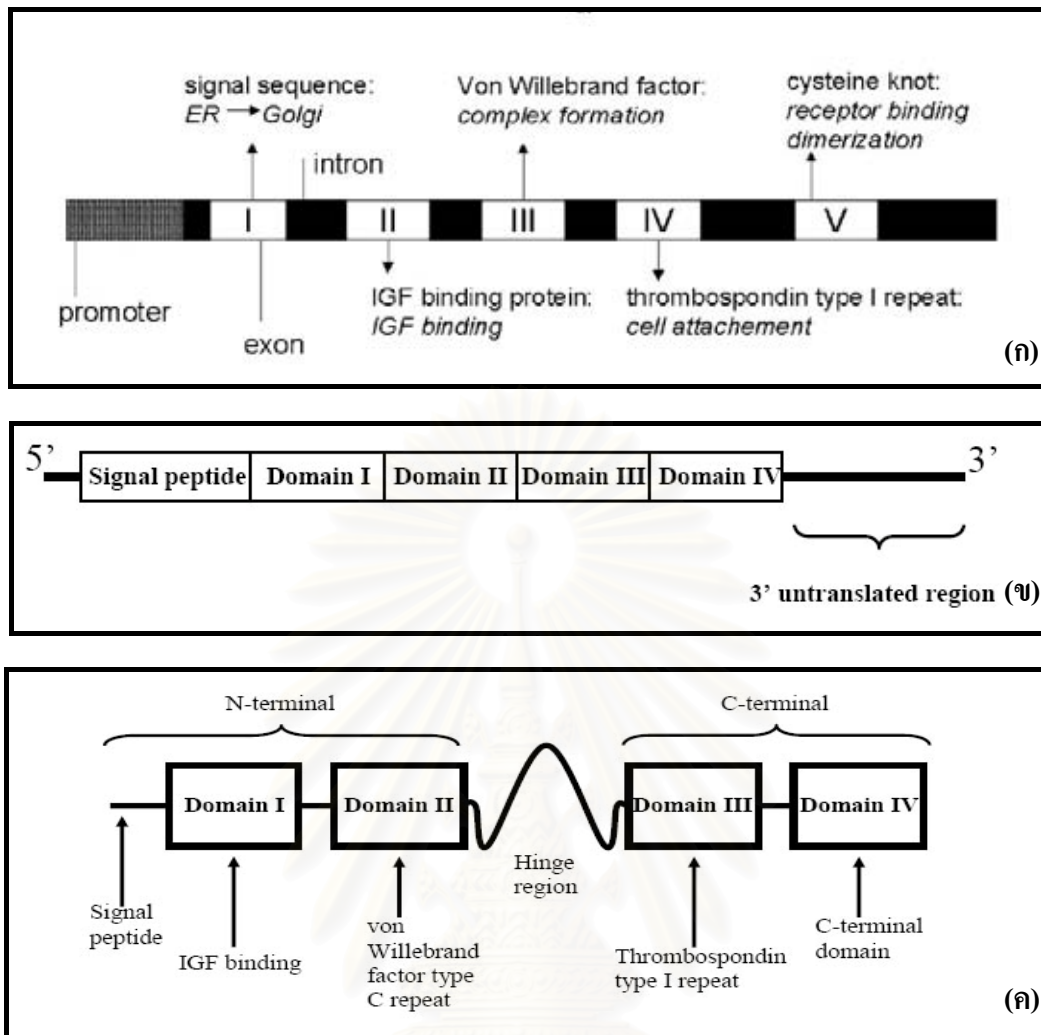 signal sequence:
ER → Golgi
Von Willebrand factor:
complex formation
cysteine knot:
receptor binding
dimerization
intron
I
II
III
IV
V
promoter
exon
IGF binding protein:
IGF binding
thrombospondin type I repeat:
cell attachement
(ก)
5’
3’
Signal peptide
Domain I
Domain II
Domain III
Domain IV
3’ untranslated region
(ข)
N-terminal
C-terminal
Domain I
Domain II
Domain III
Domain IV
Hinge
region
Signal
peptide
IGF binding
von
Willebrand
factor type
C repeat
Thrombospondin
type I repeat
C-terminal
domain
(ค)